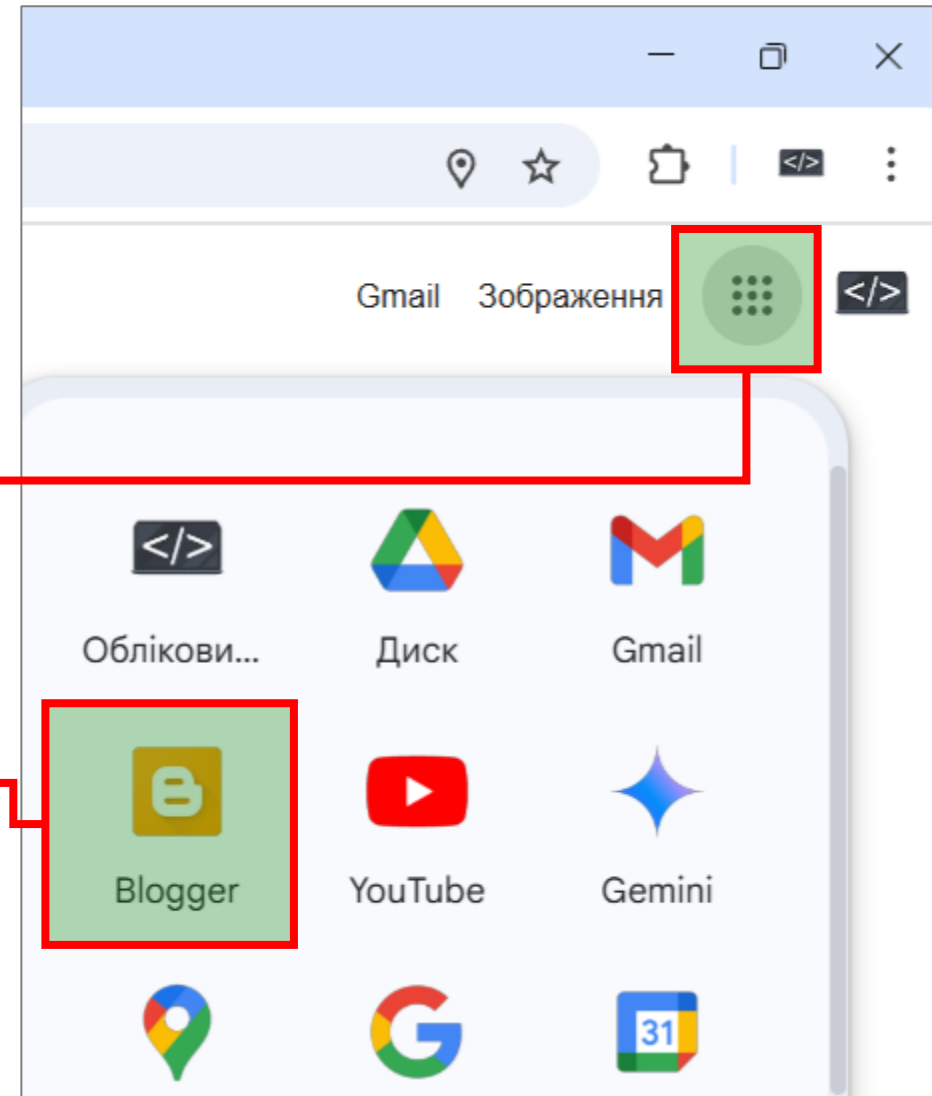 </>
Gmail Зображення </>
</>
Облікови... Диск Gmail
B
Blogger YouTube Gemini
G 31